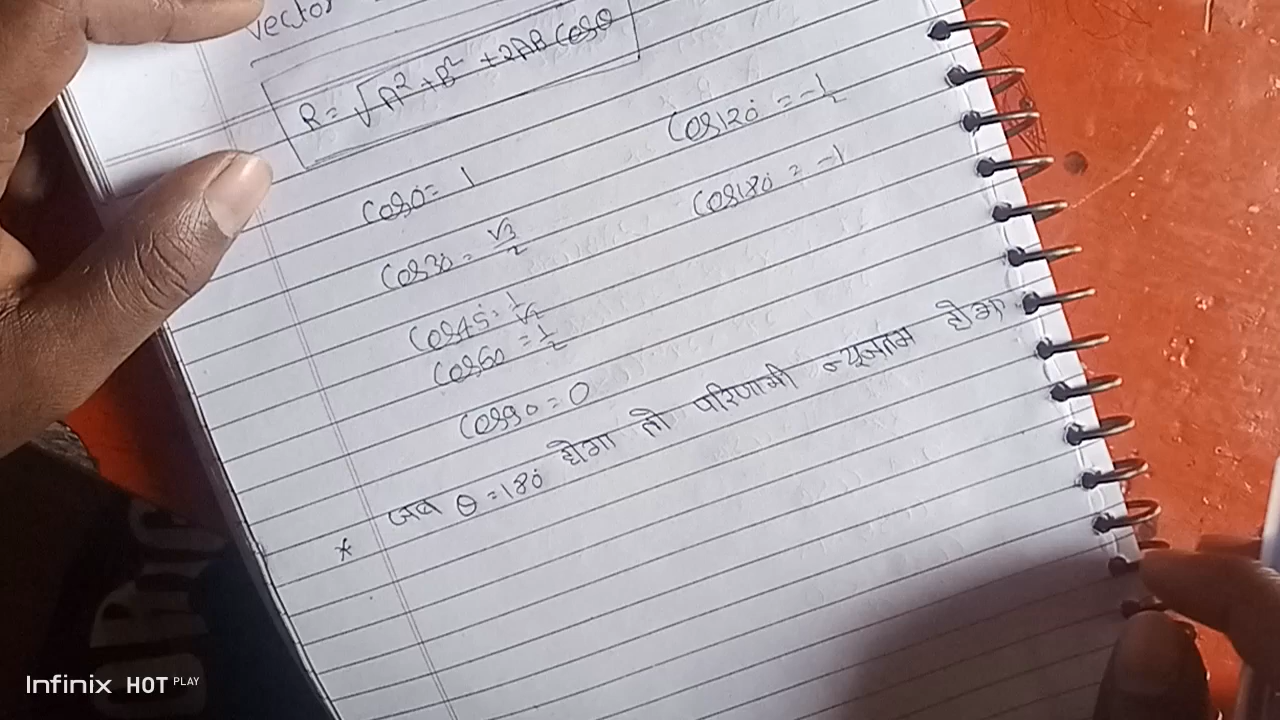 vector
R = √A² + B² + 2AB Cosθ
Cos0 = 1
Cos30 = √3/2
Cos45 = 1/√2
Cos60 = 1/2
Cos90 = 0
Cos120 = -1/2
Cos180 = -1
* जब θ = 180 होगा तो परिणामी न्यूनतम होगा
Infinix HOT PLAY